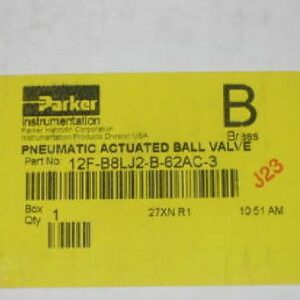 Parker
Instrumentation
Parker Hannifin Corporation
Instrumentation Products Division USA
B
Brass
PNEUMATIC ACTUATED BALL VALVE
Part No: 12F-B8LJ2-B-62AC-3
J23
Box
Qty 1
27XN R1
10:51 AM